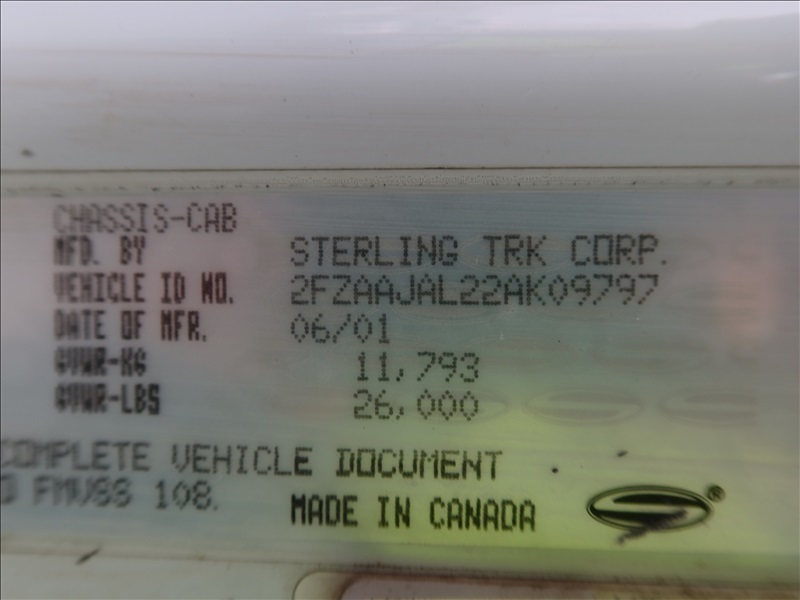 CHASSIS-CAB
MFD. BY STERLING TRK CORP.
VEHICLE ID NO. 2FZAAJAL22AK09797
DATE OF MFR. 06/01
GVWR-KG 11,793
GVWR-LBS 26,000
COMPLETE VEHICLE DOCUMENT
FMVSS 108.
MADE IN CANADA
®